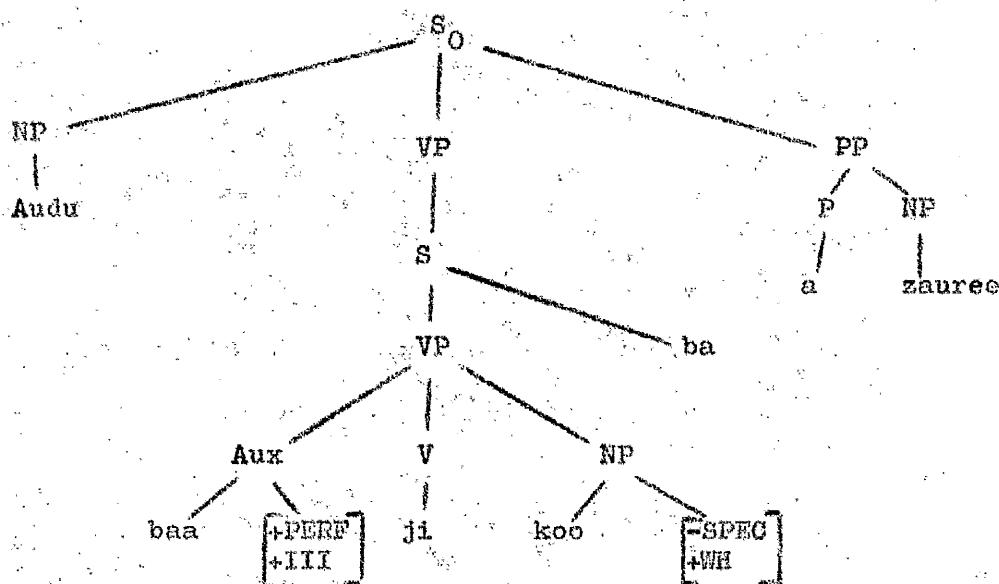 S0
NP VP PP
Audu P NP
S a zauree
VP ba
Aux V NP
baa [+PERF ji koo [-SPEC
+III] +WH]